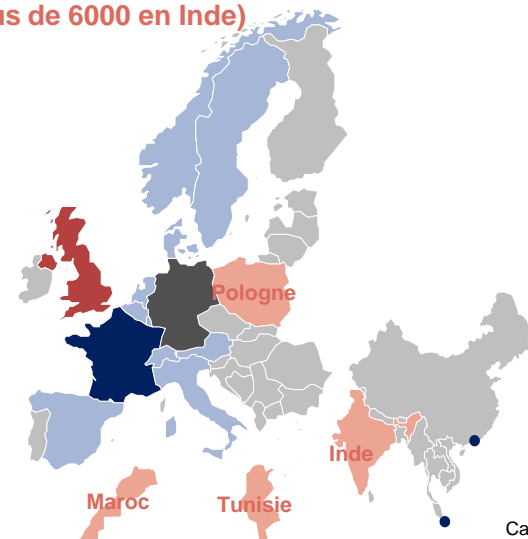 us de 6000 en Inde)
Pologne
Inde
Maroc
Tunisie
Ca